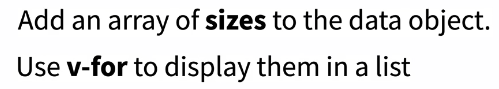 Add an array of sizes to the data object.
Use v-for to display them in a list